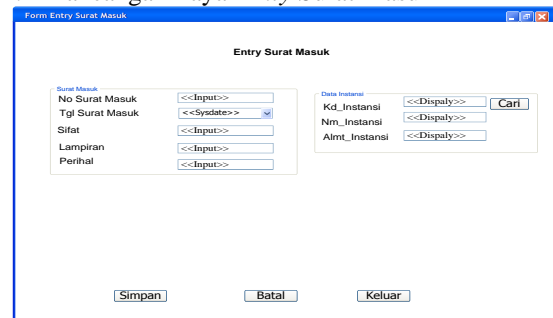 Form Entry Surat Masuk
Entry Surat Masuk
Surat Masuk
No Surat Masuk <<Input>>
Tgl Surat Masuk <<Sysdate>>
Sifat <<Input>>
Lampiran <<Input>>
Perihal <<Input>>
Data Instansi
Kd_Instansi <<Dispaly>> Cari
Nm_Instansi <<Dispaly>>
Almt_Instansi <<Dispaly>>
Simpan Batal Keluar